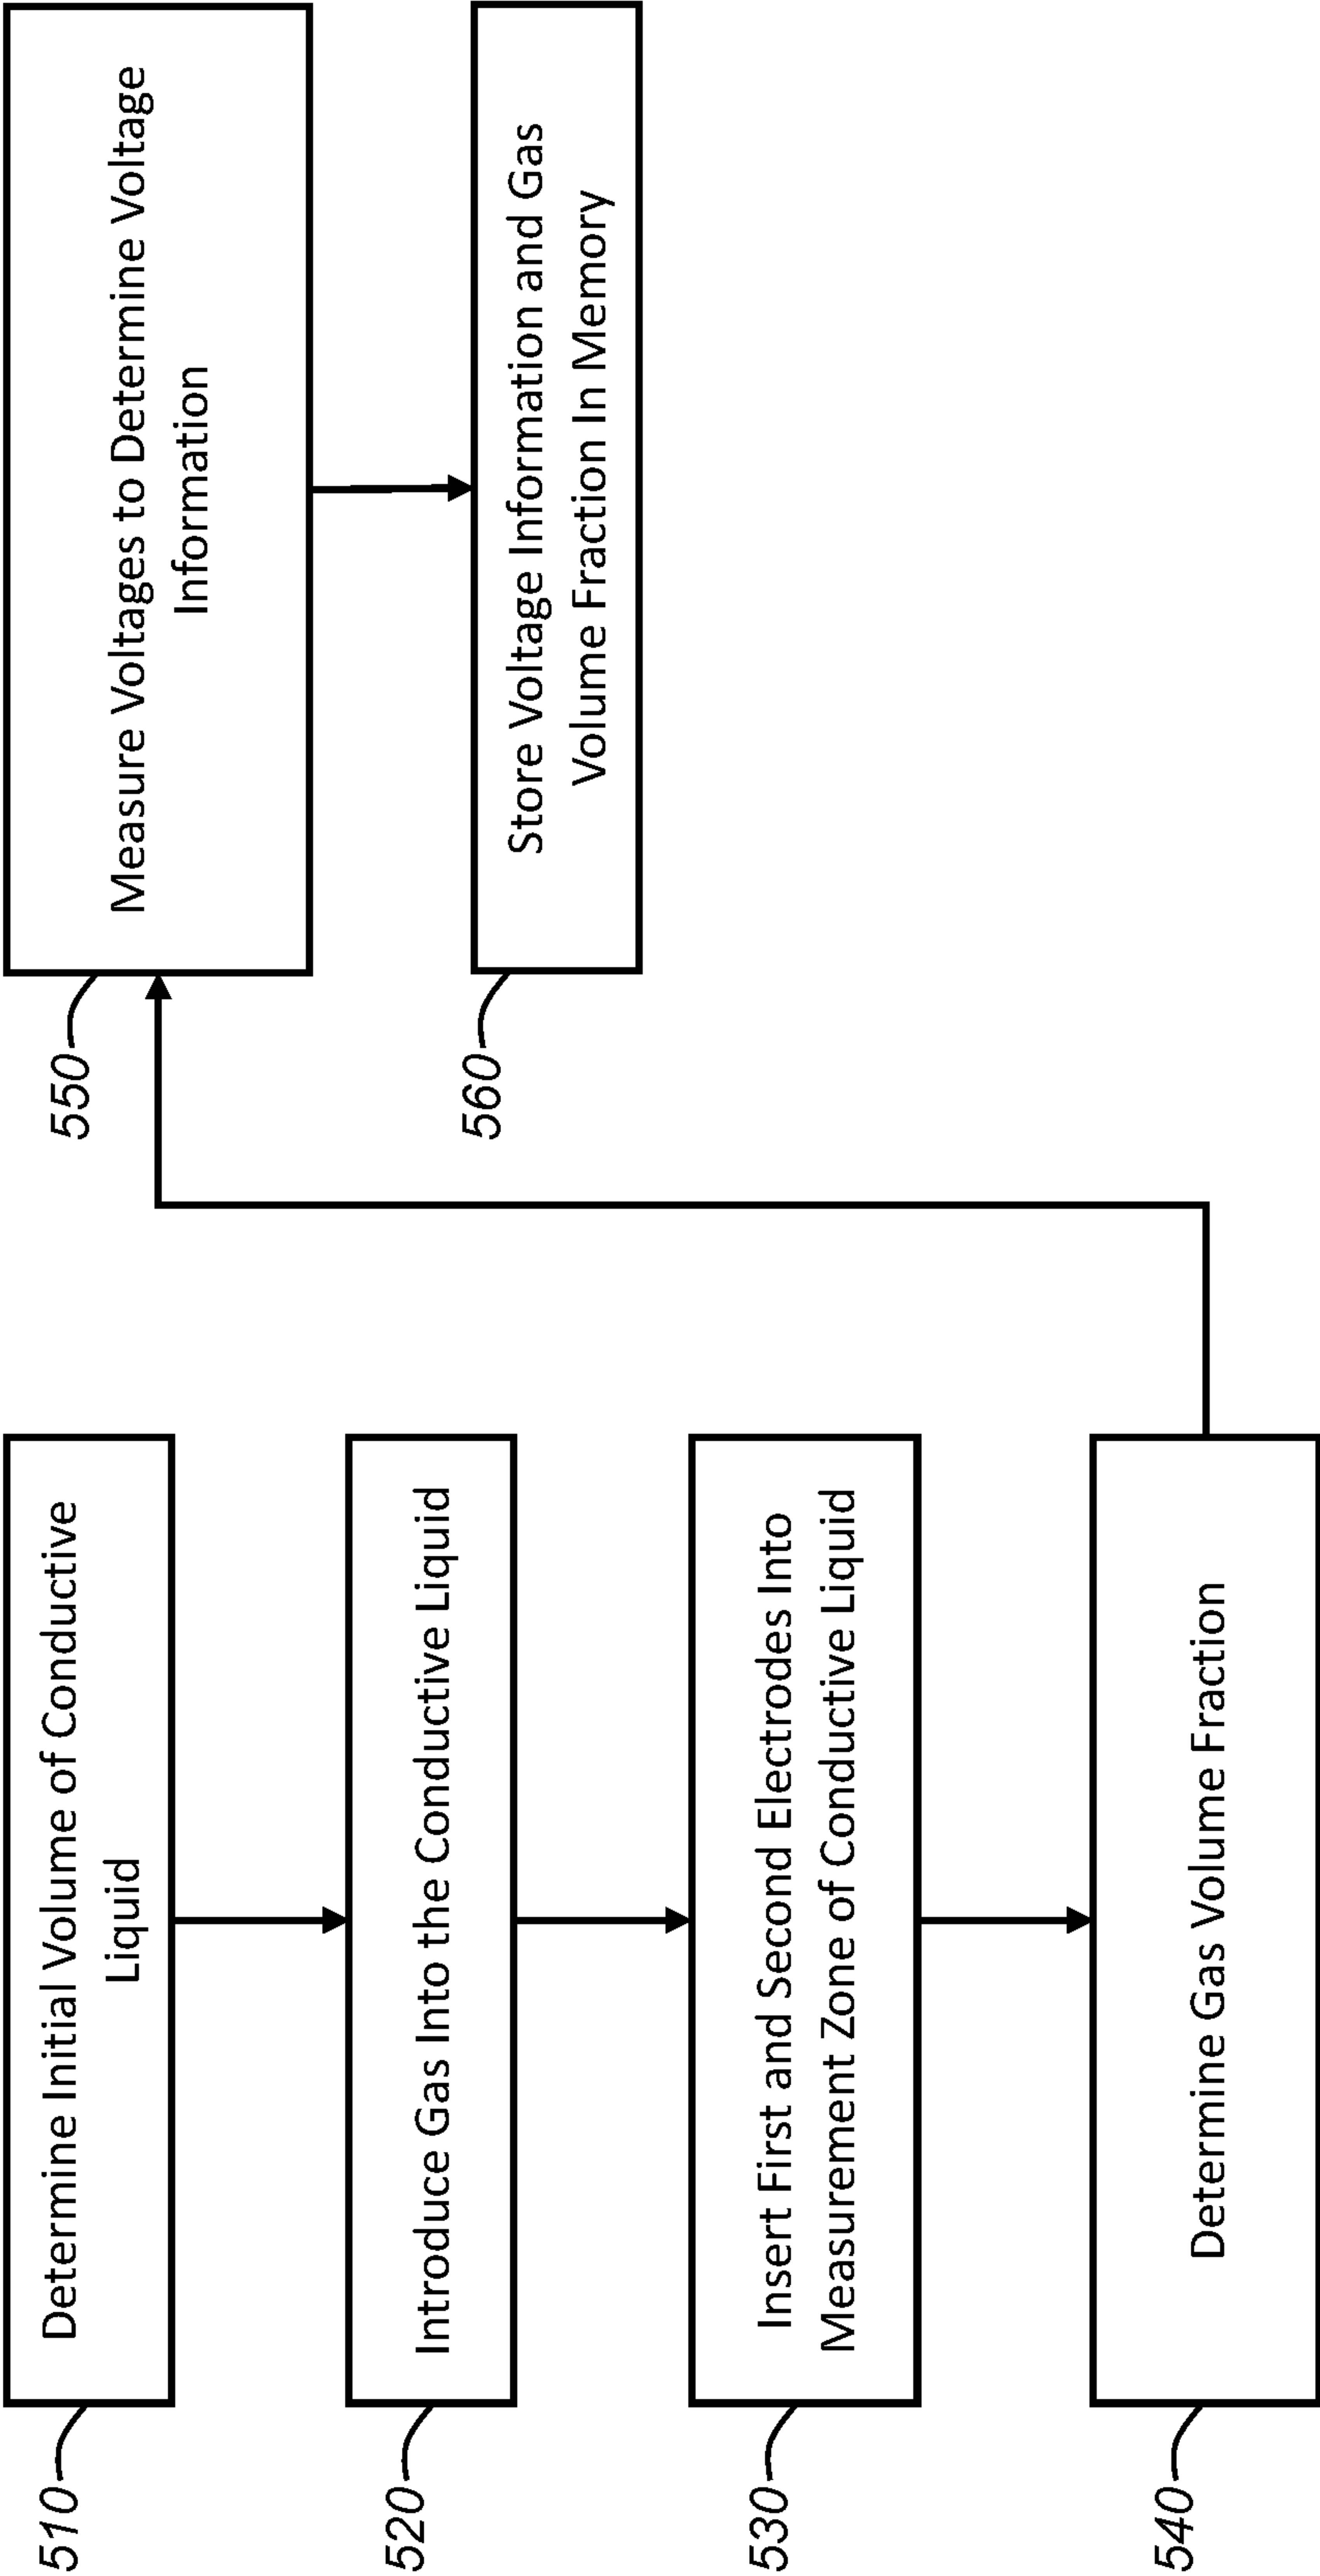 510
Determine Initial Volume of Conductive
Liquid
520
Introduce Gas Into the Conductive Liquid
530
Insert First and Second Electrodes Into
Measurement Zone of Conductive Liquid
540
Determine Gas Volume Fraction
550
Measure Voltages to Determine Voltage
Information
560
Store Voltage Information and Gas
Volume Fraction In Memory